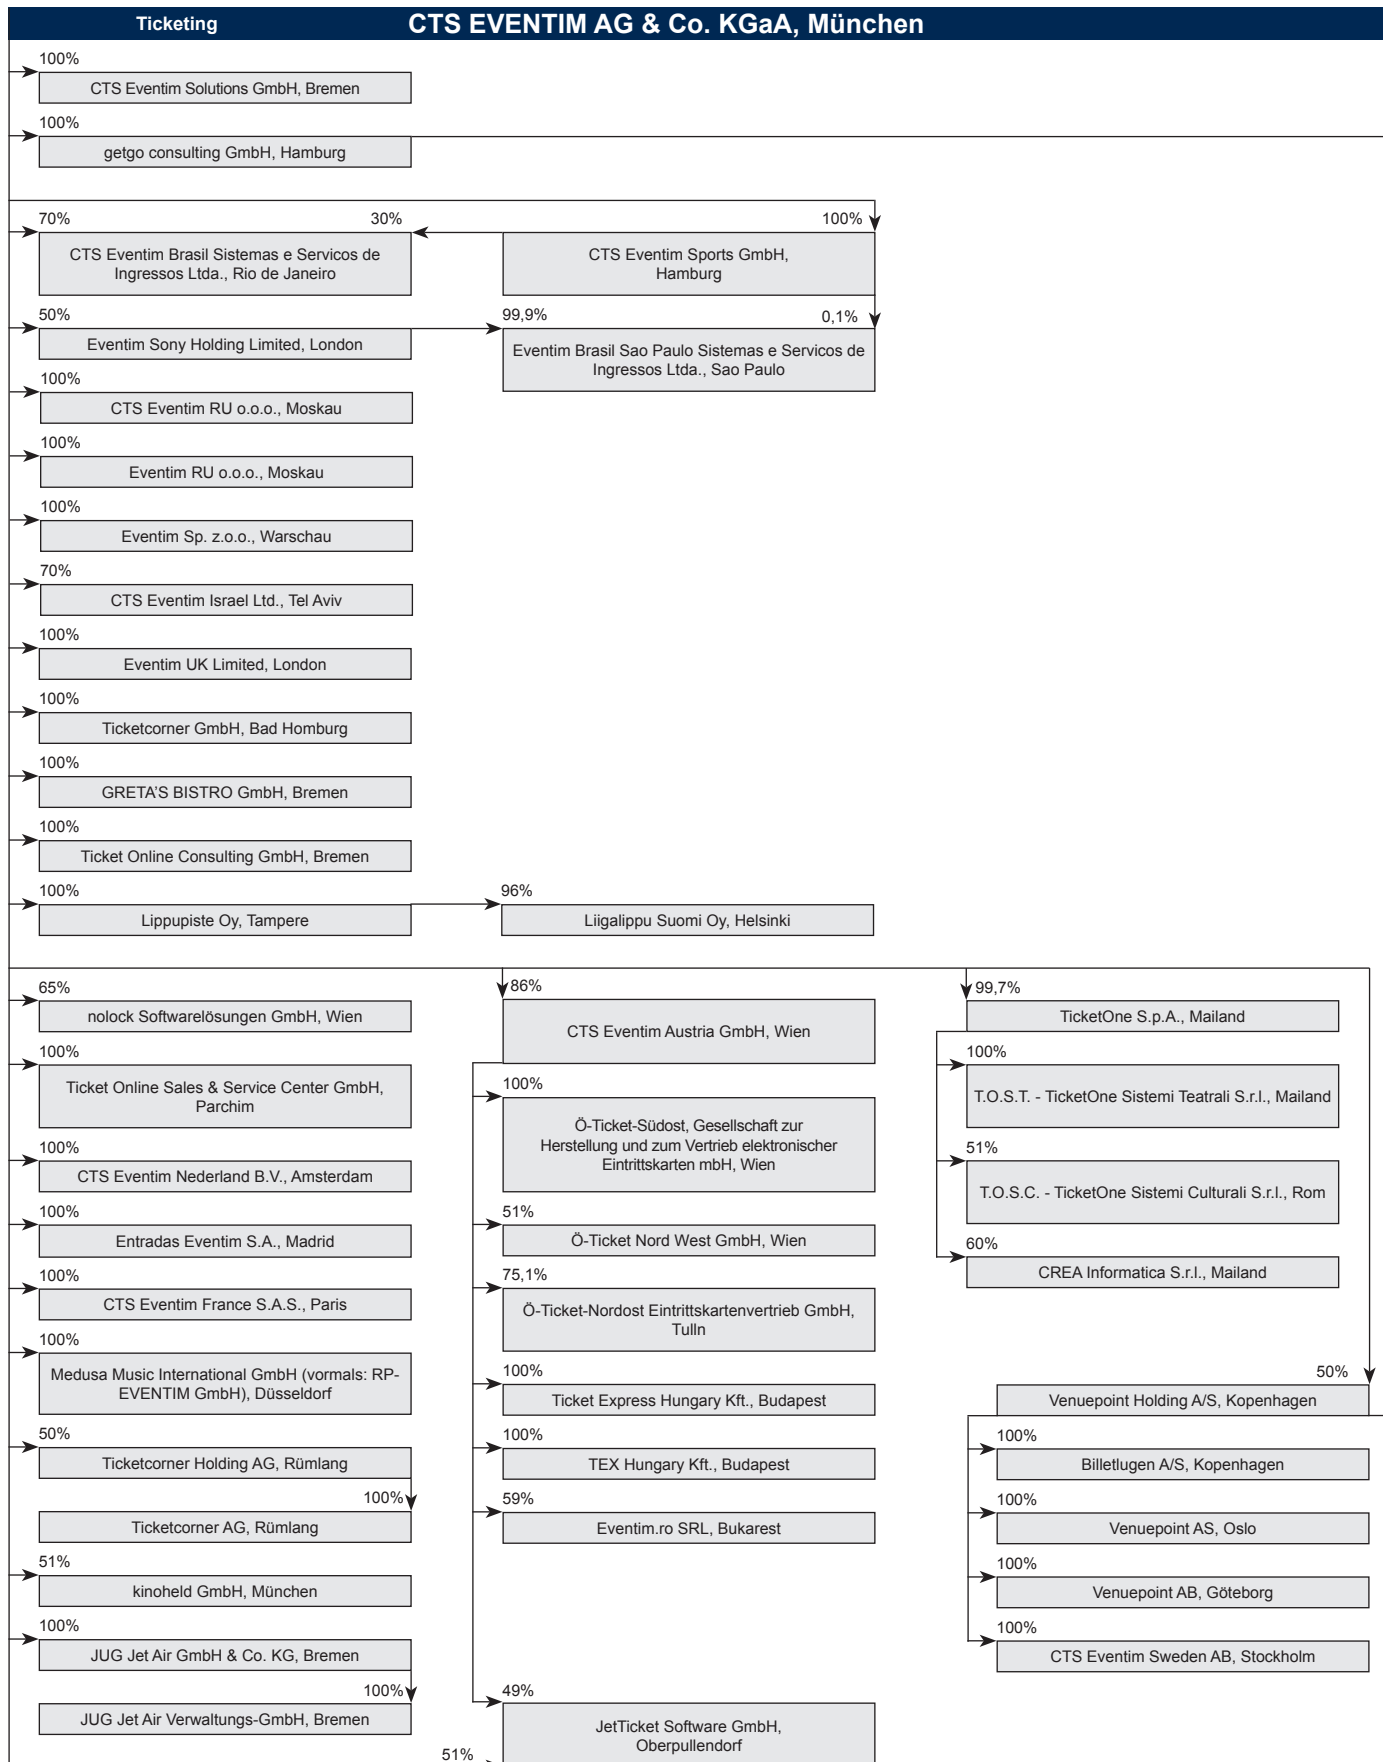 Ticketing
CTS EVENTIM AG & Co. KGaA, München
100%
CTS Eventim Solutions GmbH, Bremen
100%
getgo consulting GmbH, Hamburg
70%
30%
100%
CTS Eventim Brasil Sistemas e Servicos de
Ingressos Ltda., Rio de Janeiro
CTS Eventim Sports GmbH,
Hamburg
50%
Eventim Sony Holding Limited, London
99,9%
0,1%
Eventim Brasil Sao Paulo Sistemas e Servicos de
Ingressos Ltda., Sao Paulo
100%
CTS Eventim RU o.o.o., Moskau
100%
Eventim RU o.o.o., Moskau
100%
Eventim Sp. z.o.o., Warschau
70%
CTS Eventim Israel Ltd., Tel Aviv
100%
Eventim UK Limited, London
100%
Ticketcorner GmbH, Bad Homburg
100%
GRETA'S BISTRO GmbH, Bremen
100%
Ticket Online Consulting GmbH, Bremen
100%
Lippupiste Oy, Tampere
96%
Liigalippu Suomi Oy, Helsinki
65%
nolock Softwarelösungen GmbH, Wien
100%
Ticket Online Sales & Service Center GmbH,
Parchim
100%
CTS Eventim Nederland B.V., Amsterdam
100%
Entradas Eventim S.A., Madrid
100%
CTS Eventim France S.A.S., Paris
100%
Medusa Music International GmbH (vormals: RP-
EVENTIM GmbH), Düsseldorf
50%
Ticketcorner Holding AG, Rümlang
100%
Ticketcorner AG, Rümlang
51%
kinoheld GmbH, München
100%
JUG Jet Air GmbH & Co. KG, Bremen
100%
JUG Jet Air Verwaltungs-GmbH, Bremen
86%
CTS Eventim Austria GmbH, Wien
100%
Ö-Ticket-Südost, Gesellschaft zur
Herstellung und zum Vertrieb elektronischer
Eintrittskarten mbH, Wien
51%
Ö-Ticket Nord West GmbH, Wien
75,1%
Ö-Ticket-Nordost Eintrittskartenvertrieb GmbH,
Tulln
100%
Ticket Express Hungary Kft., Budapest
100%
TEX Hungary Kft., Budapest
59%
Eventim.ro SRL, Bukarest
49%
JetTicket Software GmbH,
Oberpullendorf
51%
99,7%
TicketOne S.p.A., Mailand
100%
T.O.S.T. - TicketOne Sistemi Teatrali S.r.l., Mailand
51%
T.O.S.C. - TicketOne Sistemi Culturali S.r.l., Rom
60%
CREA Informatica S.r.l., Mailand
50%
Venuepoint Holding A/S, Kopenhagen
100%
Billetlugen A/S, Kopenhagen
100%
Venuepoint AS, Oslo
100%
Venuepoint AB, Göteborg
100%
CTS Eventim Sweden AB, Stockholm